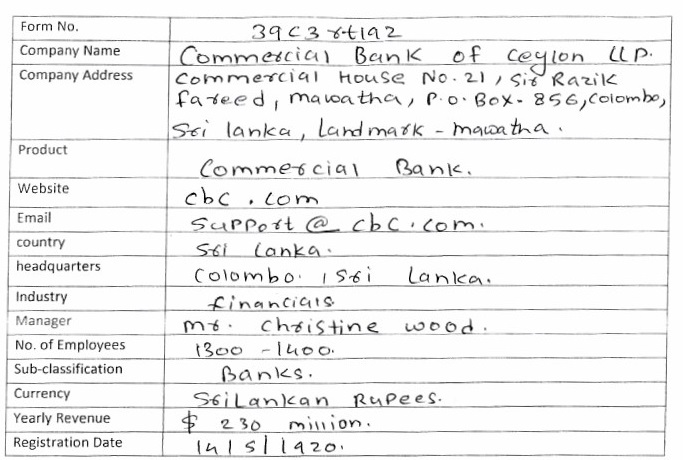 Form No. 39C3rt1a2
Company Name Commercial Bank of Ceylon LLP.
Company Address Commercial House No.21, Sir Razik
fareed, mawatha, P.O. Box- 856, Colombo,
Sri lanka, Landmark - mawatha.
Product Commercial Bank.
Website cbc.com
Email support@cbc.com.
country Sri Lanka.
headquarters Colombo, Sri Lanka.
Industry financials
Manager mr. Christine wood.
No. of Employees 1300 - 1400.
Sub-classification Banks.
Currency SriLankan Rupees.
Yearly Revenue $ 230 million.
Registration Date 14/5/1920.